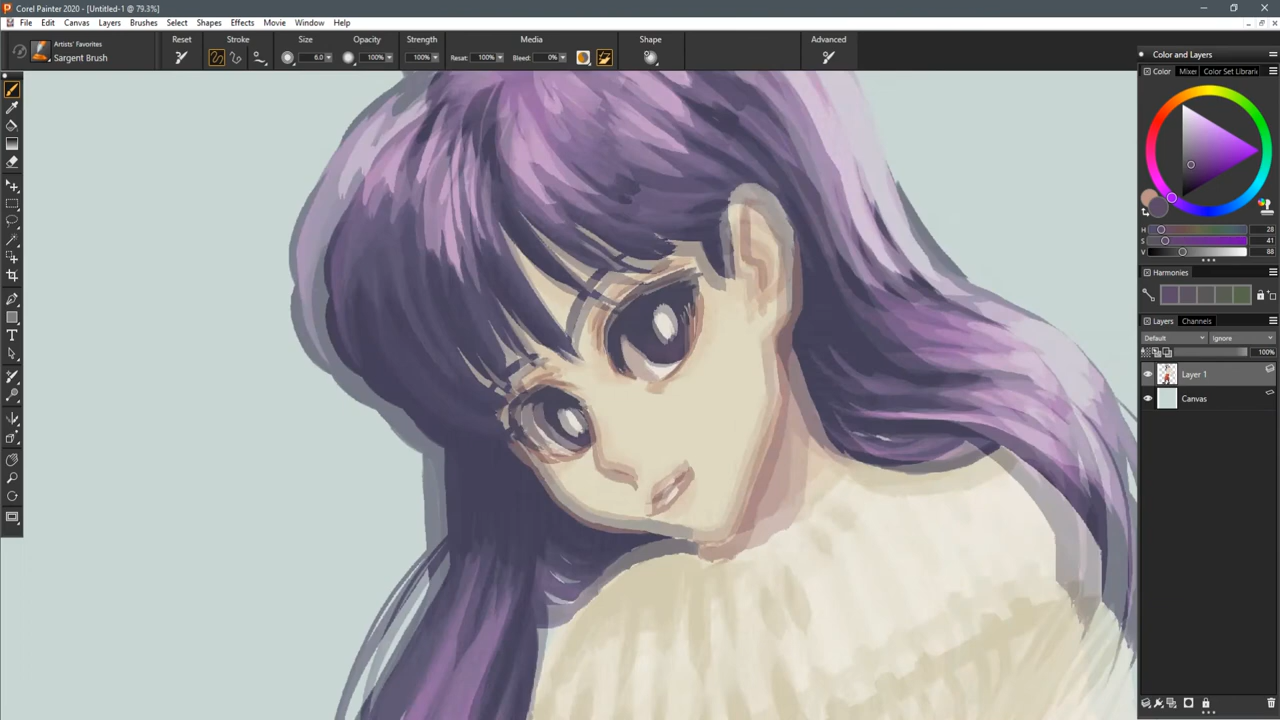 Corel Painter 2020 - [Untitled-1 @ 79.3%]
File Edit Canvas Layers Brushes Select Shapes Effects Movie Window Help
Artists' Favorites
Sargent Brush
Reset Stroke Size Opacity Strength Media Shape Advanced
6.0 100% 100% Resat: 100% Bleed: 0%
Color and Layers
Color Mixer Color Set Librari
H 28
S 41
V 88
Harmonies
Layers Channels
Default Ignore
100%
Layer 1
Canvas
T